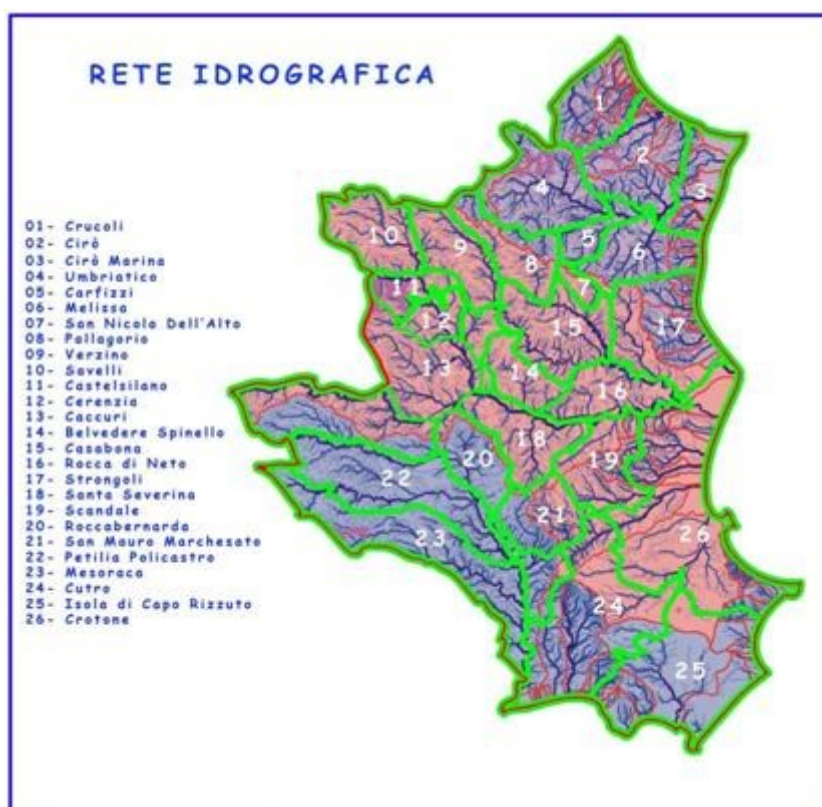 RETE IDROGRAFICA
01- Crucoli
02- Cirò
03- Cirò Marina
04- Umbriatico
05- Carfizzi
06- Melissa
07- San Nicola Dell'Alto
08- Pallagorio
09- Verzino
10- Savelli
11- Castelsilano
12- Cerenzia
13- Caccuri
14- Belvedere Spinello
15- Casabona
16- Rocca di Neto
17- Strongoli
18- Santa Severina
19- Scandale
20- Roccabernarda
21- San Mauro Marchesato
22- Petilia Policastro
23- Mesoraca
24- Cutro
25- Isola di Capo Rizzuto
26- Crotone
1
2
3
4
5
6
7
8
9
10
11
12
13
14
15
16
17
18
19
20
21
22
23
24
25
26